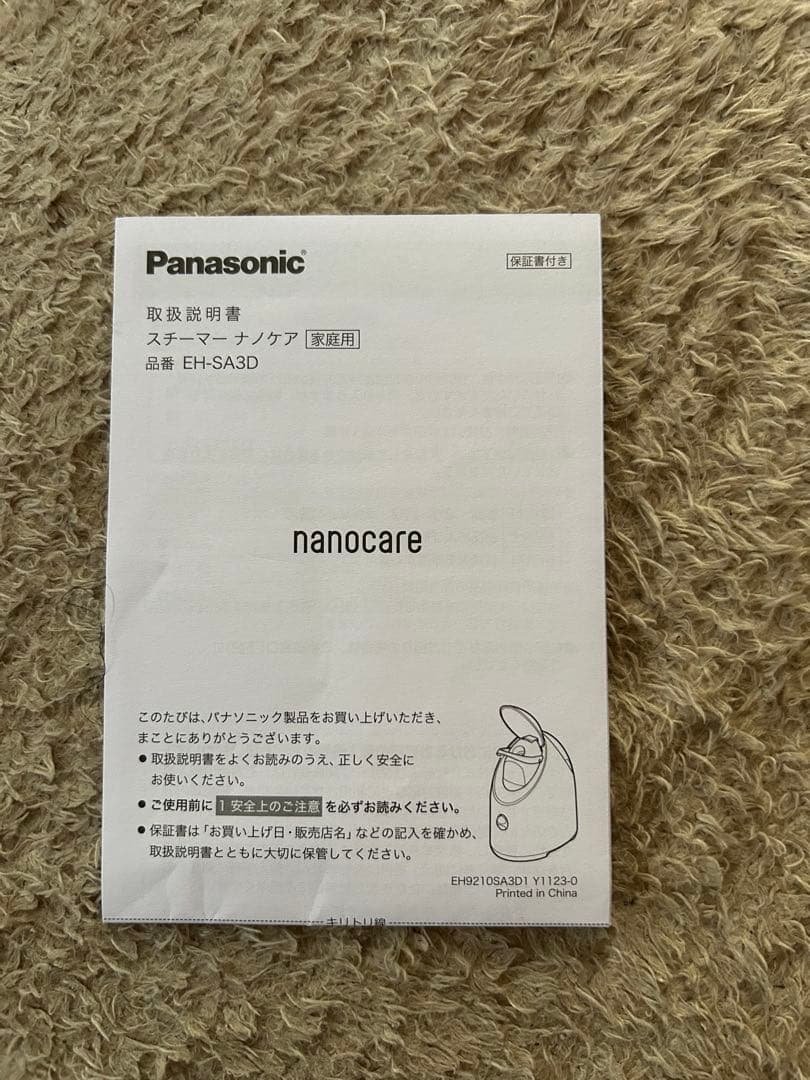 Panasonic®
保証書付き
取扱説明書
スチーマー ナノケア 家庭用
品番 EH-SA3D
nanocare
このたびは、パナソニック製品をお買い上げいただき、
まことにありがとうございます。
● 取扱説明書をよくお読みのうえ、正しく安全に
お使いください。
● ご使用前に 1 安全上のご注意 を必ずお読みください。
● 保証書は「お買い上げ日・販売店名」などの記入を確かめ、
取扱説明書とともに大切に保管してください。
EH9210SA3D1 Y1123-0
Printed in China
キリトリ線